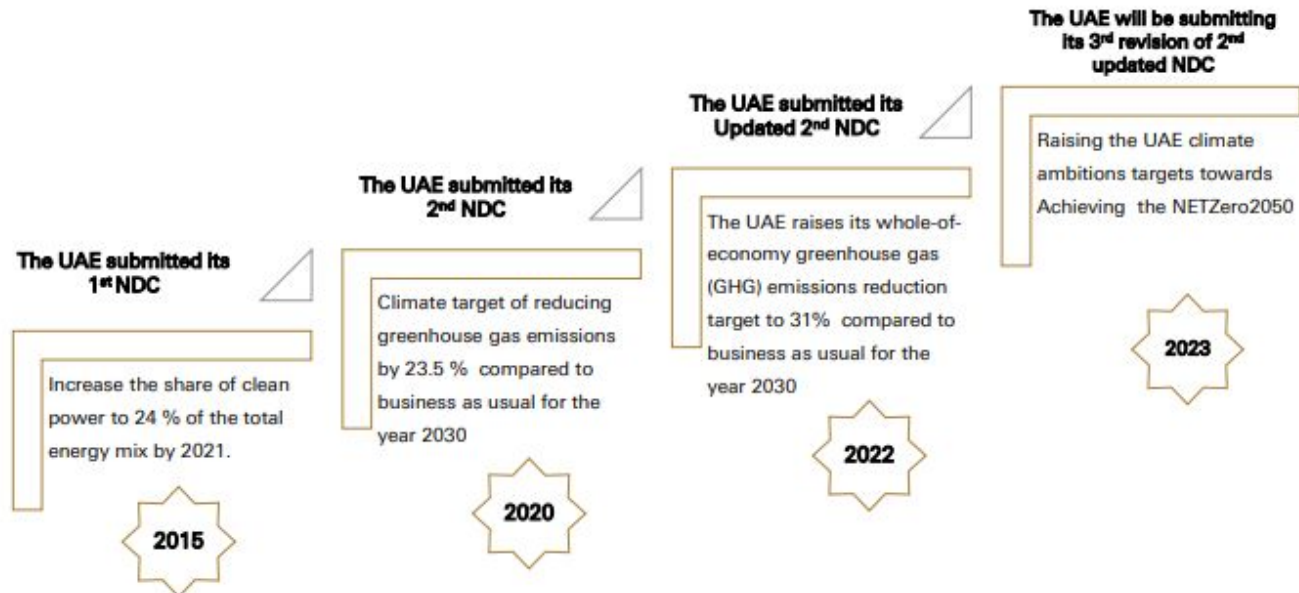 The UAE submitted its
1st NDC
Increase the share of clean
power to 24 % of the total
energy mix by 2021.
2015
The UAE submitted its
2nd NDC
Climate target of reducing
greenhouse gas emissions
by 23.5 % compared to
business as usual for the
year 2030
2020
The UAE submitted its
Updated 2nd NDC
The UAE raises its whole-of-
economy greenhouse gas
(GHG) emissions reduction
target to 31% compared to
business as usual for the
year 2030
2022
The UAE will be submitting
its 3rd revision of 2nd
updated NDC
Raising the UAE climate
ambitions targets towards
Achieving the NETZero2050
2023